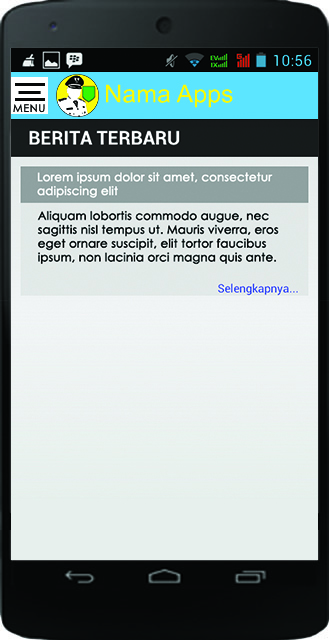 10:56
MENU
Nama Apps
BERITA TERBARU
Lorem ipsum dolor sit amet, consectetur
adipiscing elit
Aliquam lobortis commodo augue, nec
sagittis nisl tempus ut. Mauris viverra, eros
eget ornare suscipit, elit tortor faucibus
ipsum, non lacinia orci magna quis ante.
Selengkapnya...